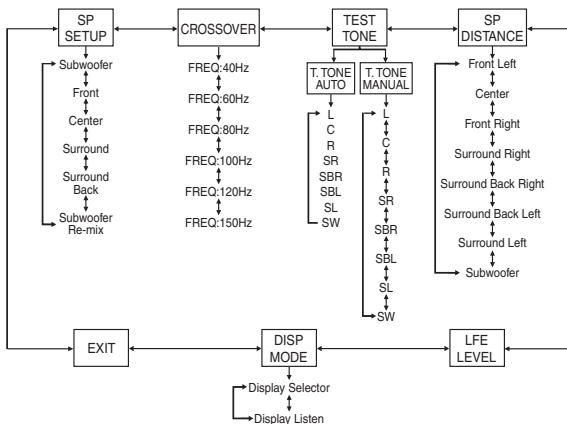 SP
SETUP
CROSSOVER
TEST
TONE
SP
DISTANCE
Subwoofer
Front
Center
Surround
Surround
Back
Subwoofer
Re-mix
FREQ:40Hz
FREQ:60Hz
FREQ:80Hz
FREQ:100Hz
FREQ:120Hz
FREQ:150Hz
T. TONE
AUTO
L
C
R
SR
SBR
SBL
SL
SW
T. TONE
MANUAL
L
C
R
SR
SBR
SBL
SL
SW
Front Left
Center
Front Right
Surround Right
Surround Back Right
Surround Back Left
Surround Left
Subwoofer
EXIT
DISP
MODE
LFE
LEVEL
Display Selector
Display Listen